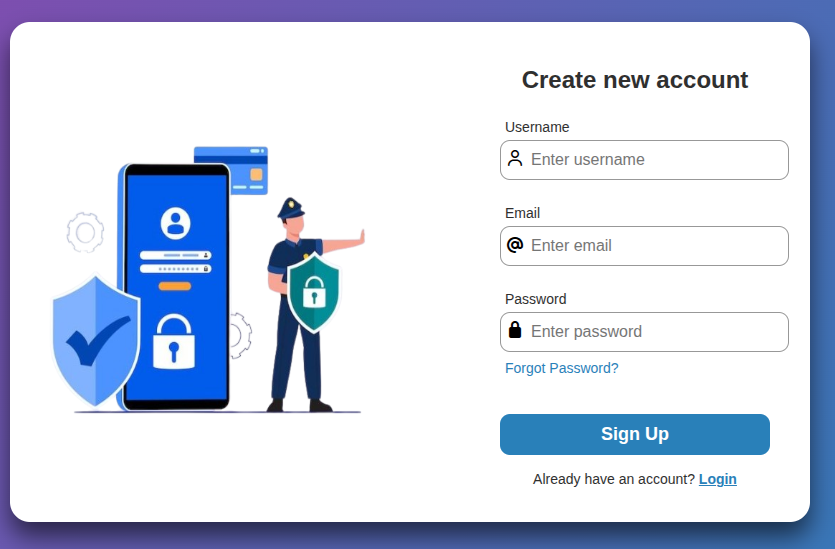 Create new account
Username
Enter username
Email
@ Enter email
Password
Enter password
Forgot Password?
Sign Up
Already have an account? Login